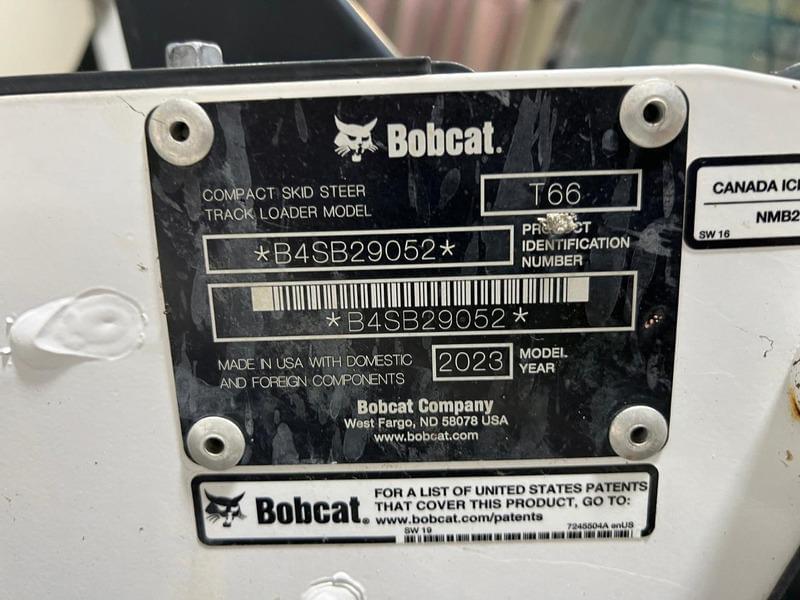 Bobcat.
COMPACT SKID STEER
TRACK LOADER MODEL
T66
*B4SB29052*
PRODUCT
IDENTIFICATION
NUMBER
*B4SB29052*
MADE IN USA WITH DOMESTIC
AND FOREIGN COMPONENTS
2023
MODEL
YEAR
Bobcat Company
West Fargo, ND 58078 USA
www.bobcat.com
CANADA ICE
NMB2
SW 16
Bobcat.
FOR A LIST OF UNITED STATES PATENTS
THAT COVER THIS PRODUCT, GO TO:
www.bobcat.com/patents
SW 19
7245504A enUS